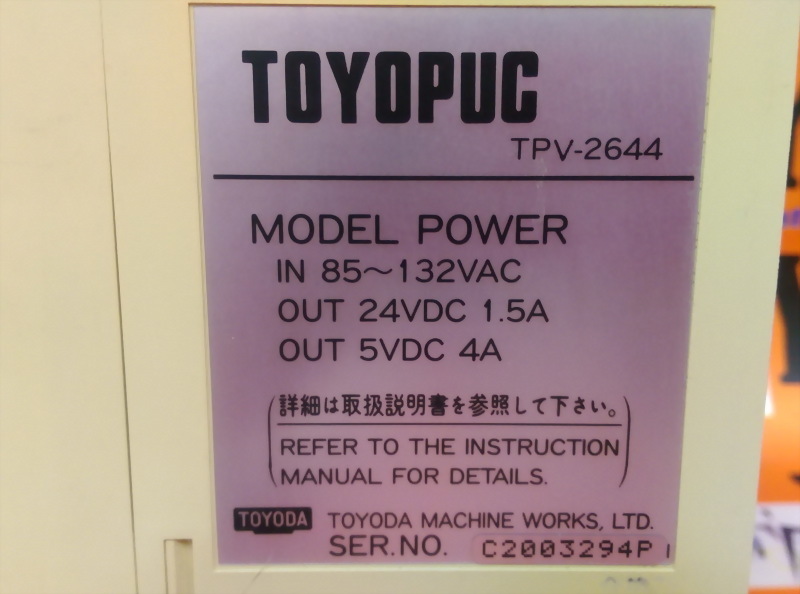 TOYOPUC
TPV-2644
MODEL POWER
IN 85~132VAC
OUT 24VDC 1.5A
OUT 5VDC 4A
(詳細は取扱説明書を参照して下さい。
REFER TO THE INSTRUCTION
MANUAL FOR DETAILS.)
TOYODA TOYODA MACHINE WORKS, LTD.
SER.NO. C2003294P